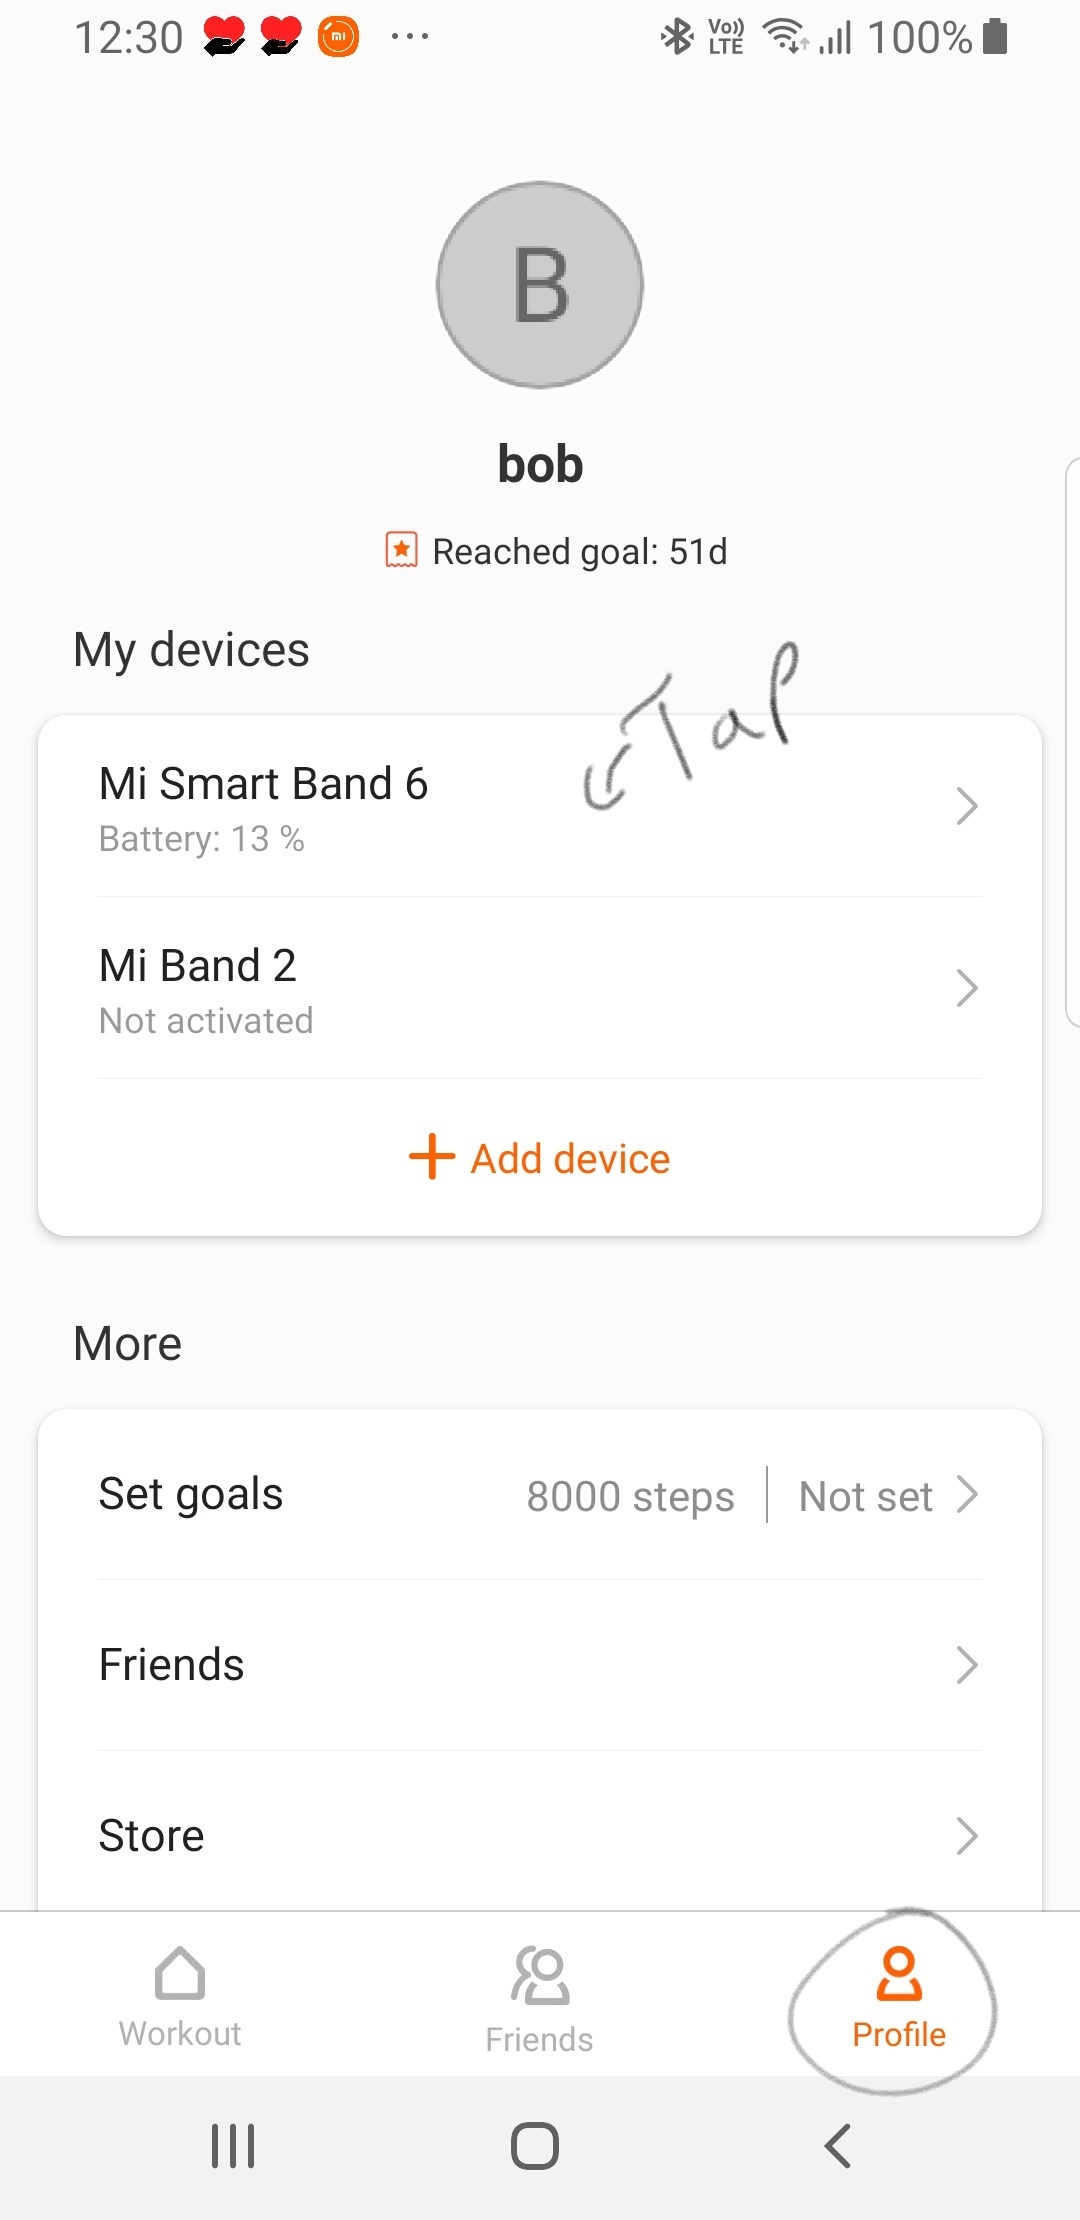 12:30 Vo)) LTE 100%
B
bob
Reached goal: 51d
My devices
Tap
Mi Smart Band 6
Battery: 13 %
Mi Band 2
Not activated
+ Add device
More
Set goals 8000 steps | Not set
Friends
Store
Workout Friends Profile